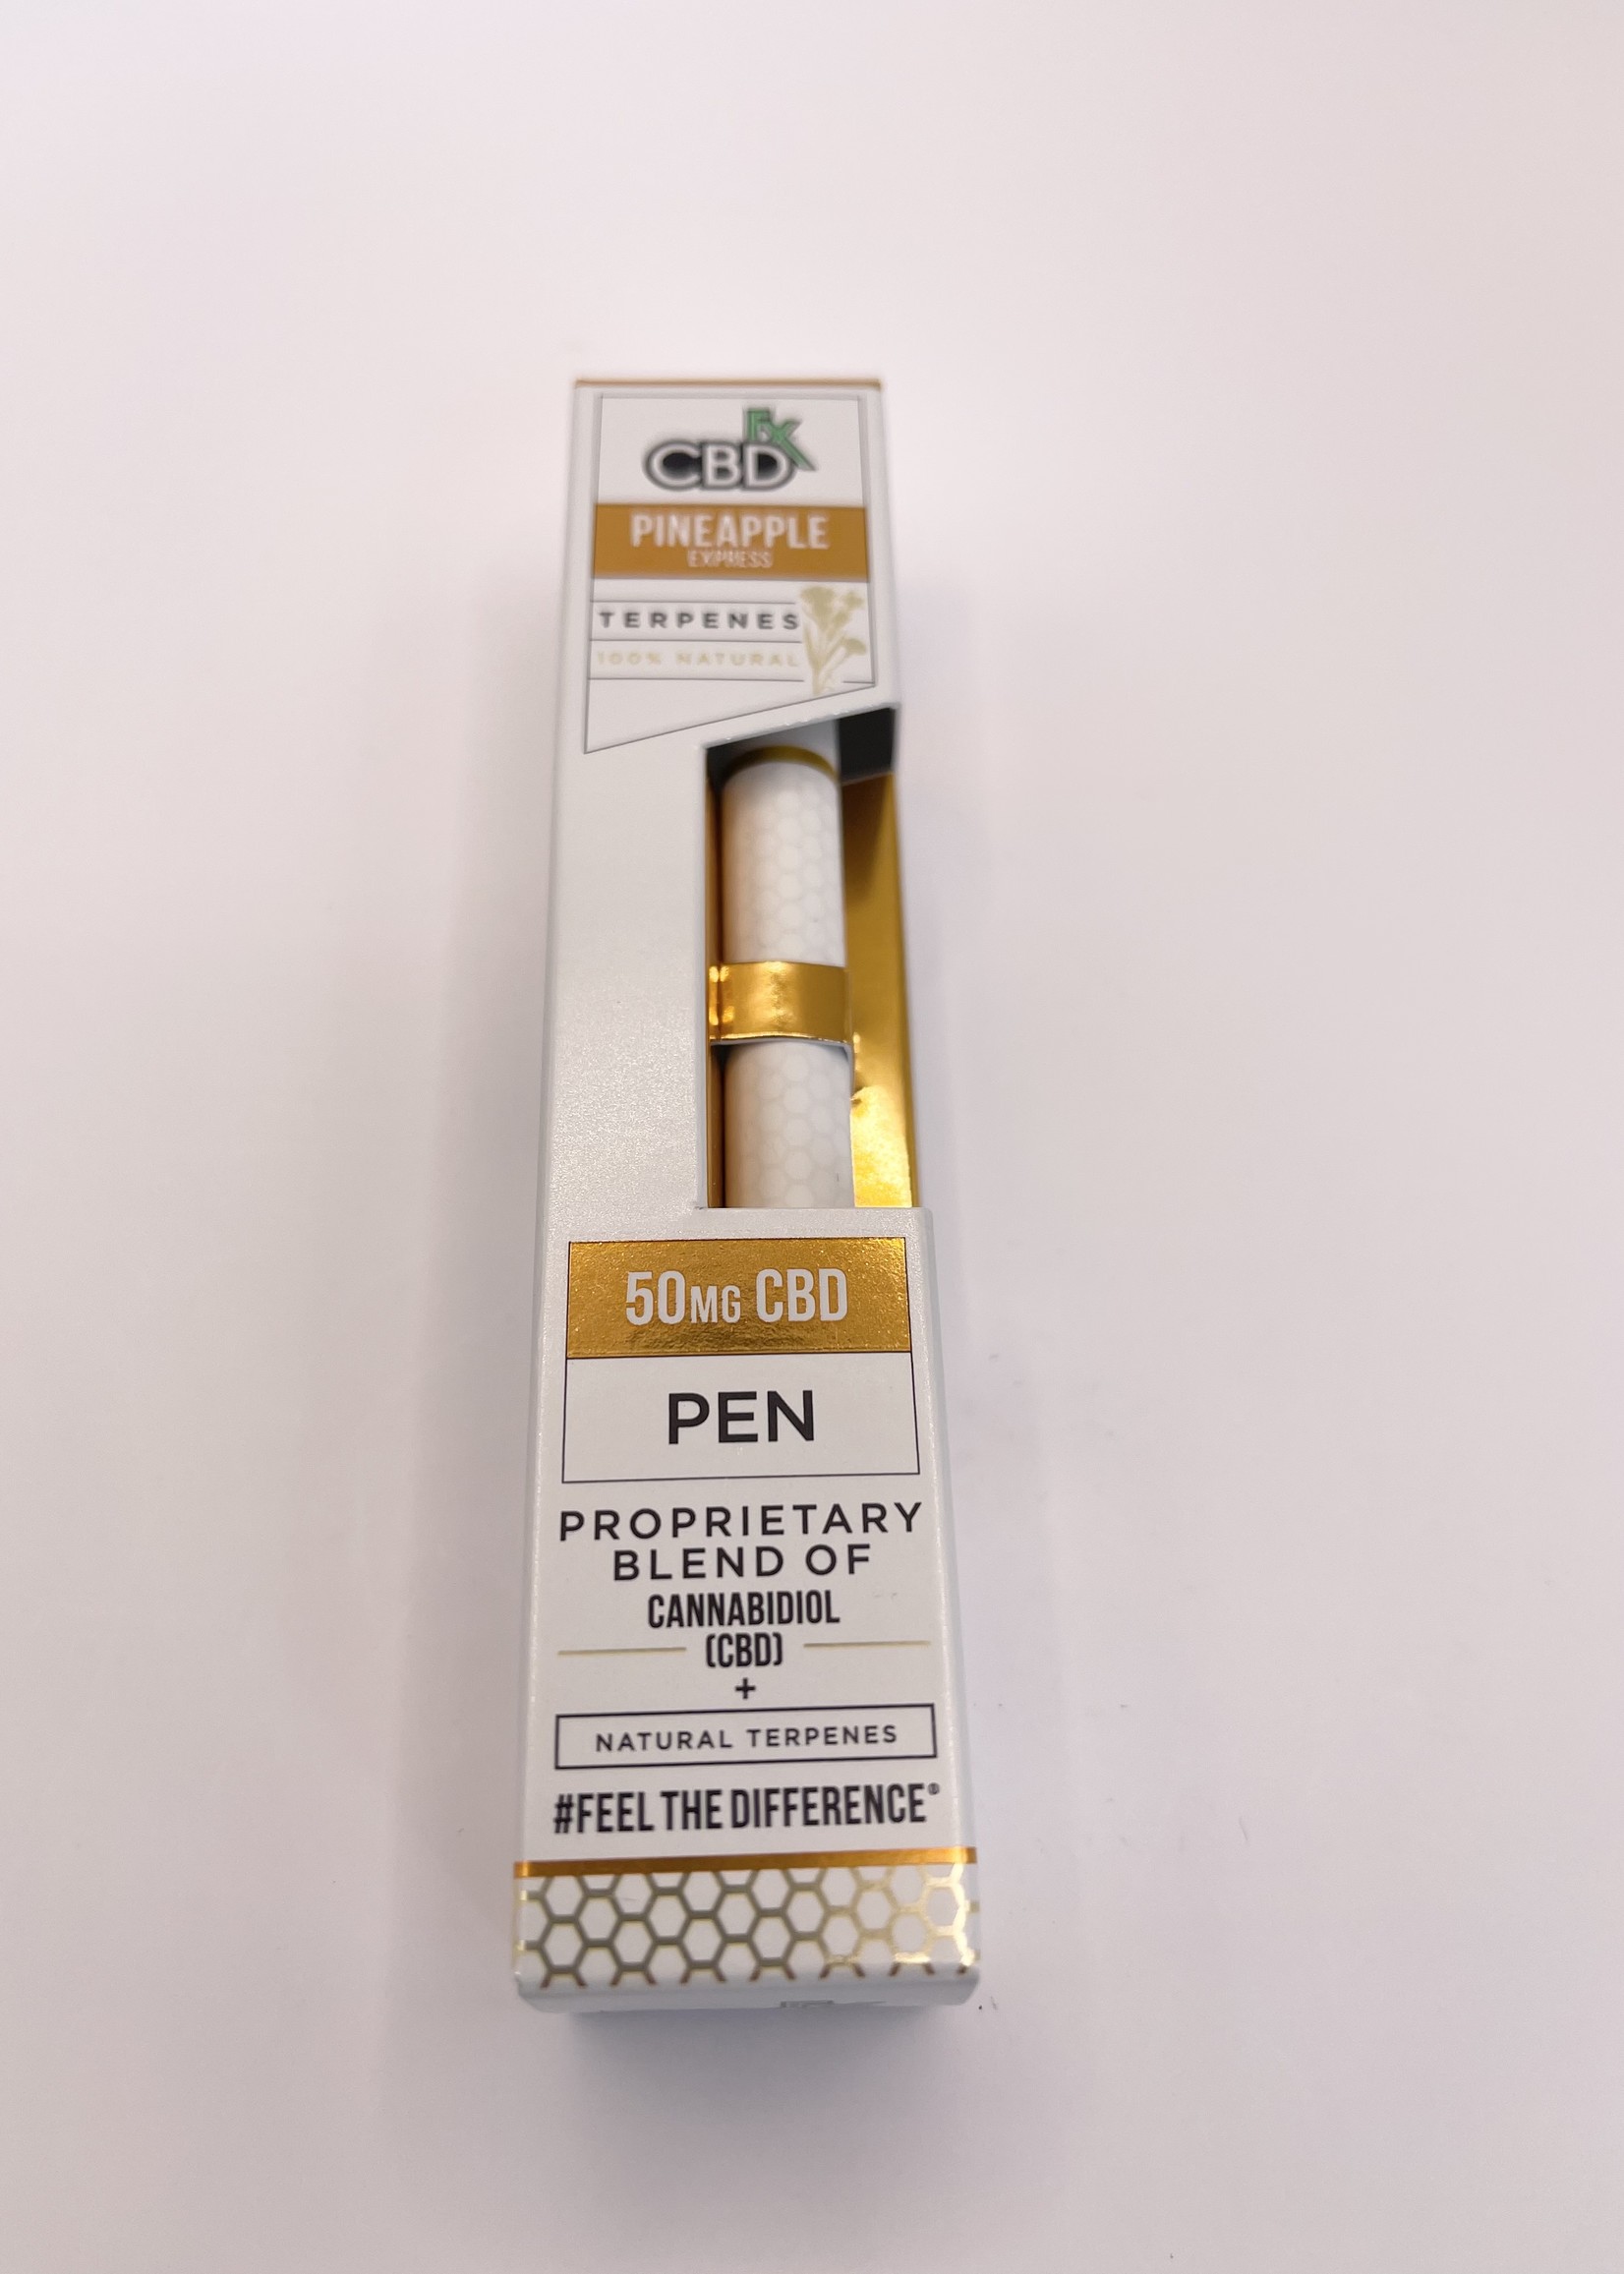 CBD FX
PINEAPPLE
EXPRESS
TERPENES
100% NATURAL
50MG CBD
PEN
PROPRIETARY
BLEND OF
CANNABIDIOL
(CBD)
+
NATURAL TERPENES
#FEEL THE DIFFERENCE®